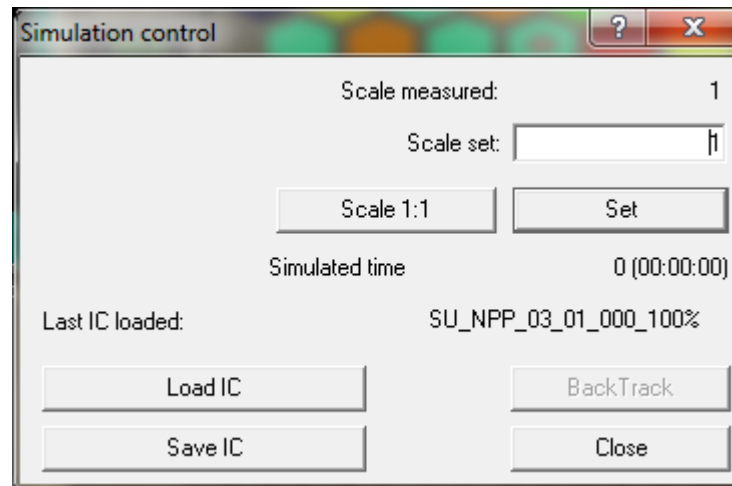 Simulation control ? X
Scale measured: 1
Scale set: 1
Scale 1:1 Set
Simulated time 0 (00:00:00)
Last IC loaded: SU_NPP_03_01_000_100%
Load IC BackTrack
Save IC Close